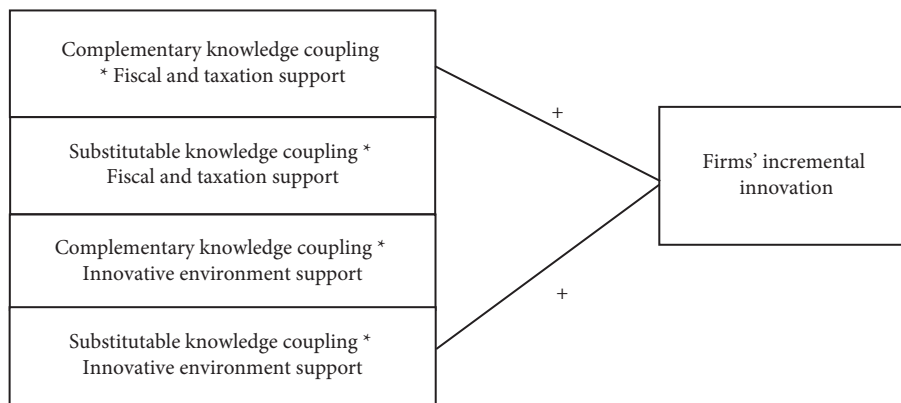 Complementary knowledge coupling
* Fiscal and taxation support
Substitutable knowledge coupling *
Fiscal and taxation support
Complementary knowledge coupling *
Innovative environment support
Substitutable knowledge coupling *
Innovative environment support
+
+
Firms’ incremental
innovation